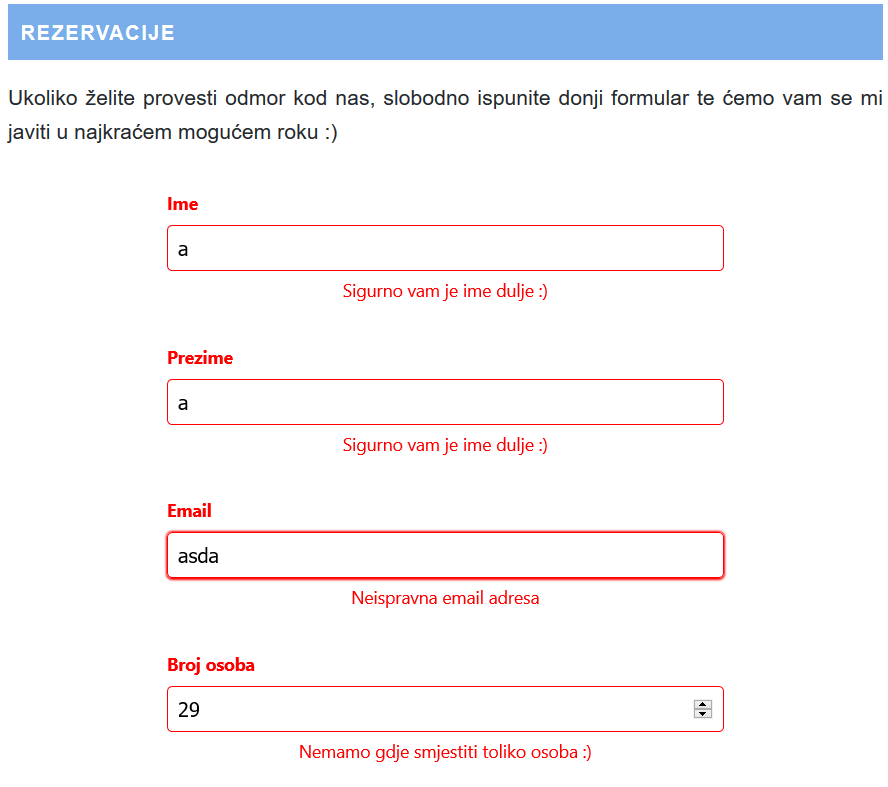 REZERVACIJE
Ukoliko želite provesti odmor kod nas, slobodno ispunite donji formular te ćemo vam se mi
javiti u najkraćem mogućem roku :)
Ime
a
Sigurno vam je ime dulje :)
Prezime
a
Sigurno vam je ime dulje :)
Email
asda
Neispravna email adresa
Broj osoba
29
Nemamo gdje smjestiti toliko osoba :)